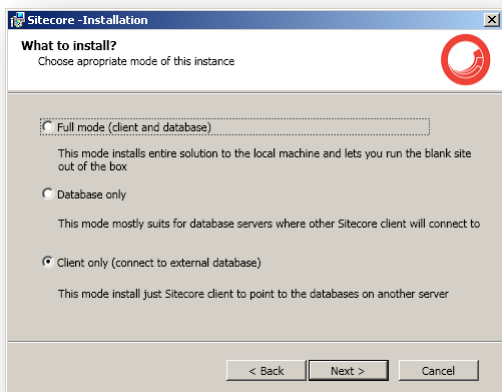 Sitecore -Installation
What to install?
Choose apropriate mode of this instance
Full mode (client and database)
This mode installs entire solution to the local machine and lets you run the blank site
out of the box
Database only
This mode mostly suits for database servers where other Sitecore client will connect to
Client only (connect to external database)
This mode install just Sitecore client to point to the databases on another server
< Back
Next >
Cancel